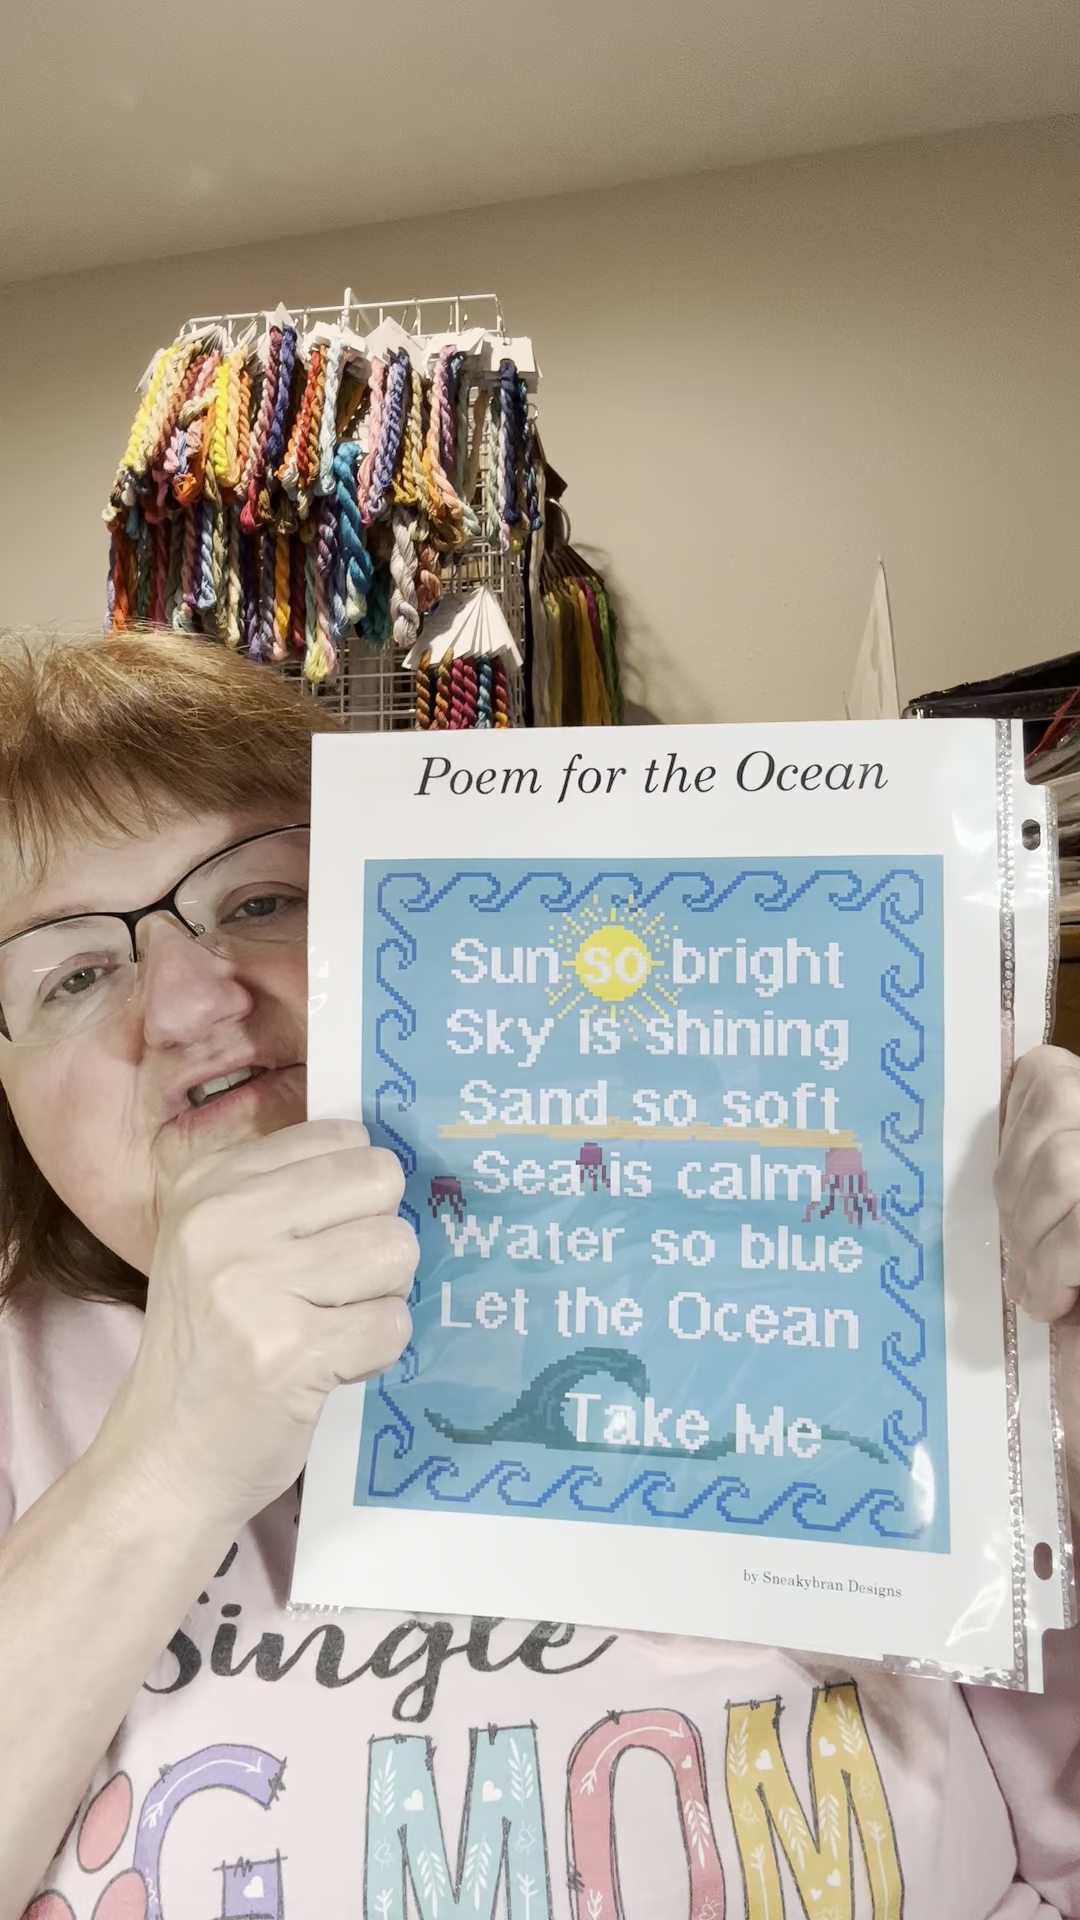 Poem for the Ocean
Sun so bright
Sky is shining
Sand so soft
Sea is calm
Water so blue
Let the Ocean
Take Me
by Sneakybran Designs
Single
G MOM